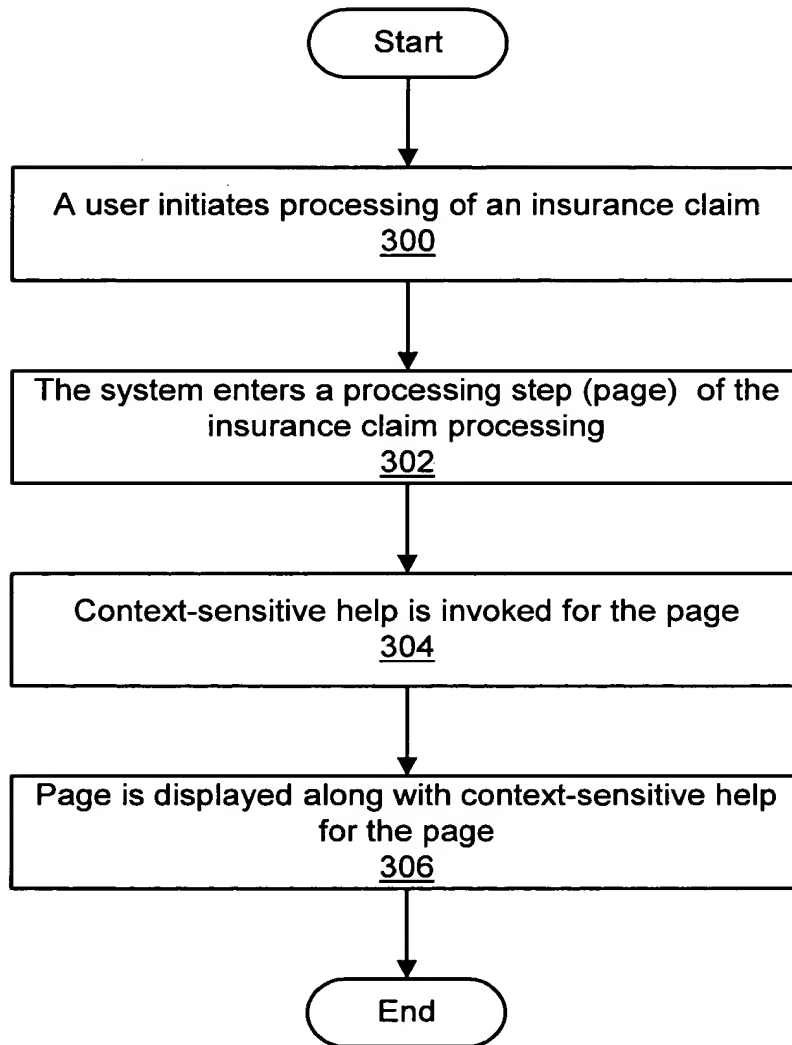 Start
A user initiates processing of an insurance claim
300
The system enters a processing step (page) of the
insurance claim processing
302
Context-sensitive help is invoked for the page
304
Page is displayed along with context-sensitive help
for the page
306
End